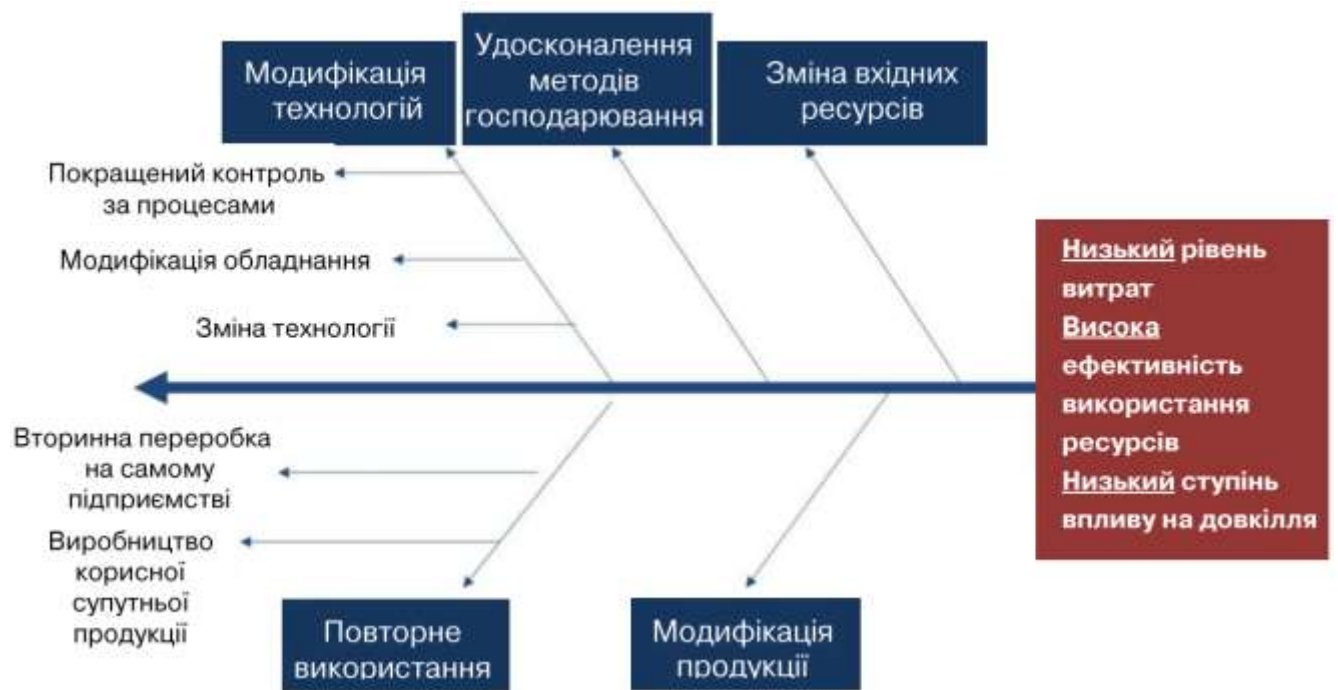 Модифікація
технологій
Удосконалення
методів
господарювання
Зміна вхідних
ресурсів
Покращений контроль
за процесами
Модифікація обладнання
Зміна технології
Низький рівень
витрат
Висока
ефективність
використання
ресурсів
Низький ступінь
впливу на довкілля
Вторинна переробка
на самому
підприємстві
Виробництво
корисної
супутньої
продукції
Повторне
використання
Модифікація
продукції